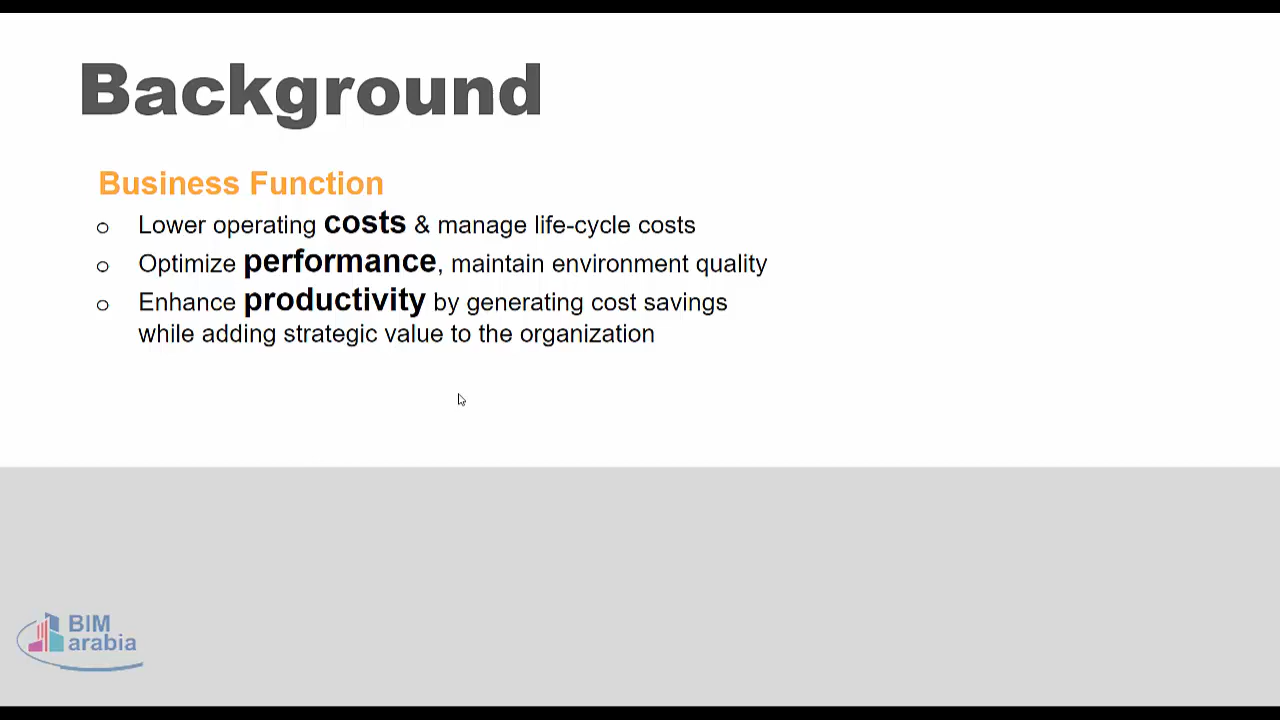 Background
Business Function
o Lower operating costs & manage life-cycle costs
o Optimize performance, maintain environment quality
o Enhance productivity by generating cost savings
while adding strategic value to the organization
BIM
arabia